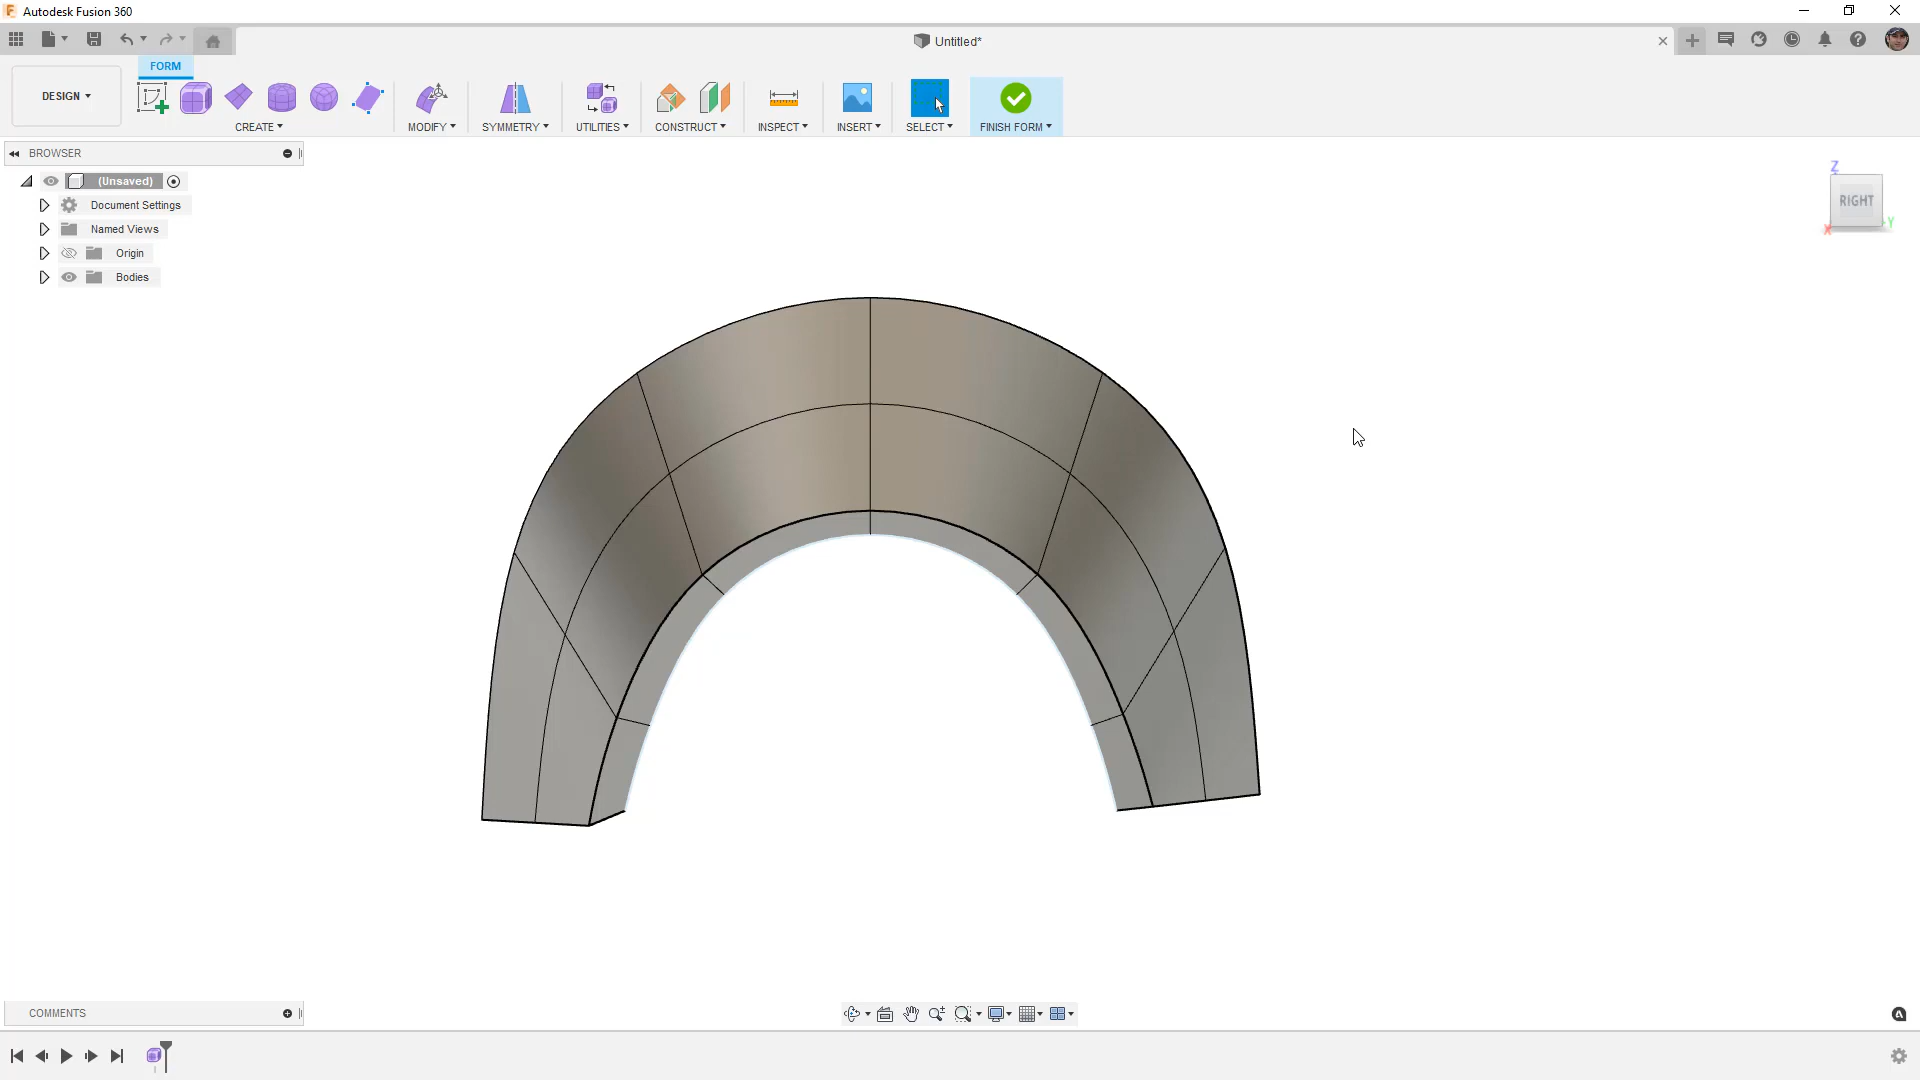 Autodesk Fusion 360
Untitled*
FORM
DESIGN
CREATE
MODIFY
SYMMETRY
UTILITIES
CONSTRUCT
INSPECT
INSERT
SELECT
FINISH FORM
BROWSER
(Unsaved)
Document Settings
Named Views
Origin
Bodies
Z
RIGHT
X
Y
COMMENTS